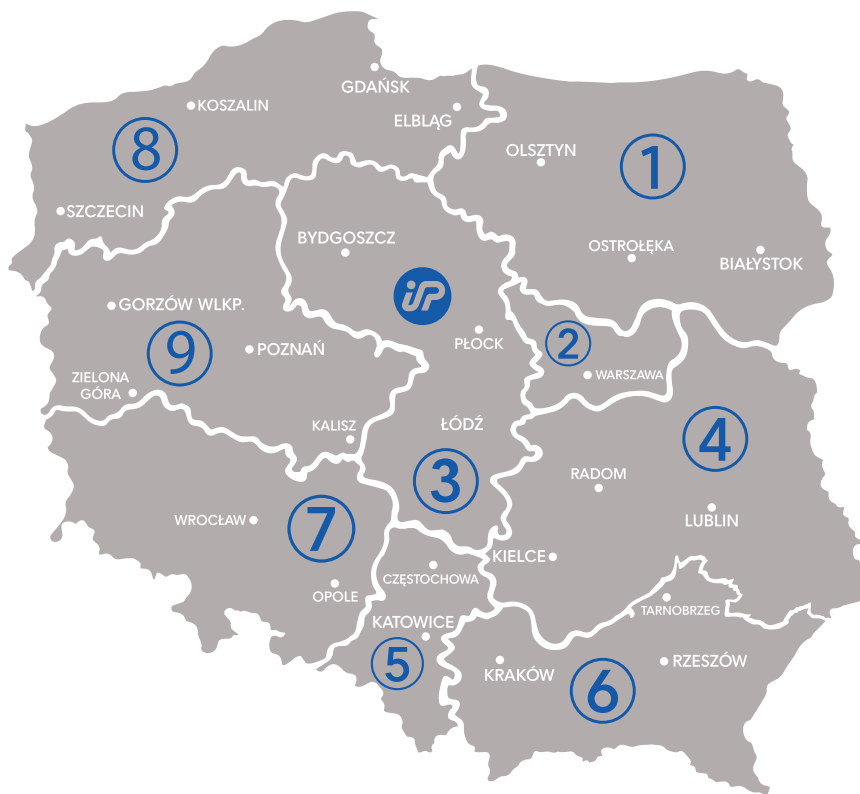 GDAŃSK
KOSZALIN
ELBLĄG
8
OLSZTYN
1
SZCZECIN
BYDGOSZCZ
OSTROŁĘKA
BIAŁYSTOK
iSP
GORZÓW WLKP.
PŁOCK
2
9
POZNAŃ
WARSZAWA
ZIELONA
GÓRA
KALISZ
ŁÓDŹ
4
3
RADOM
WROCŁAW
7
LUBLIN
KIELCE
CZĘSTOCHOWA
OPOLE
TARNOBRZEG
KATOWICE
5
KRAKÓW
RZESZÓW
6